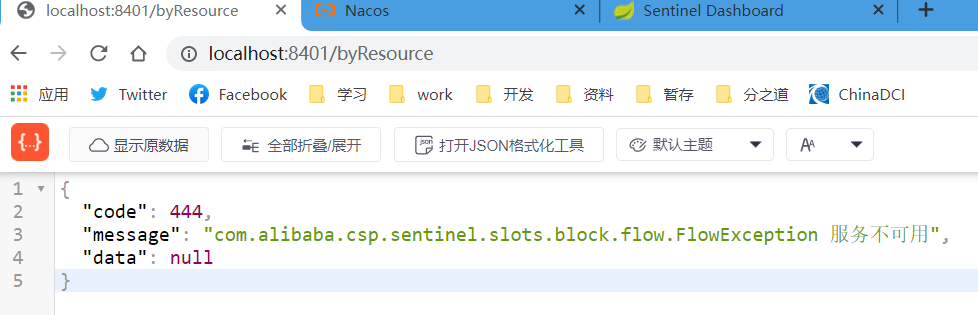 localhost:8401/byResource Nacos Sentinel Dashboard
localhost:8401/byResource
应用 Twitter Facebook 学习 work 开发 资料 暂存 分之道 ChinaDCI
{...} 显示原数据 全部折叠/展开 json 打开JSON格式化工具 默认主题 AA
1 {
2 "code": 444,
3 "message": "com.alibaba.csp.sentinel.slots.block.flow.FlowException 服务不可用",
4 "data": null
5 }